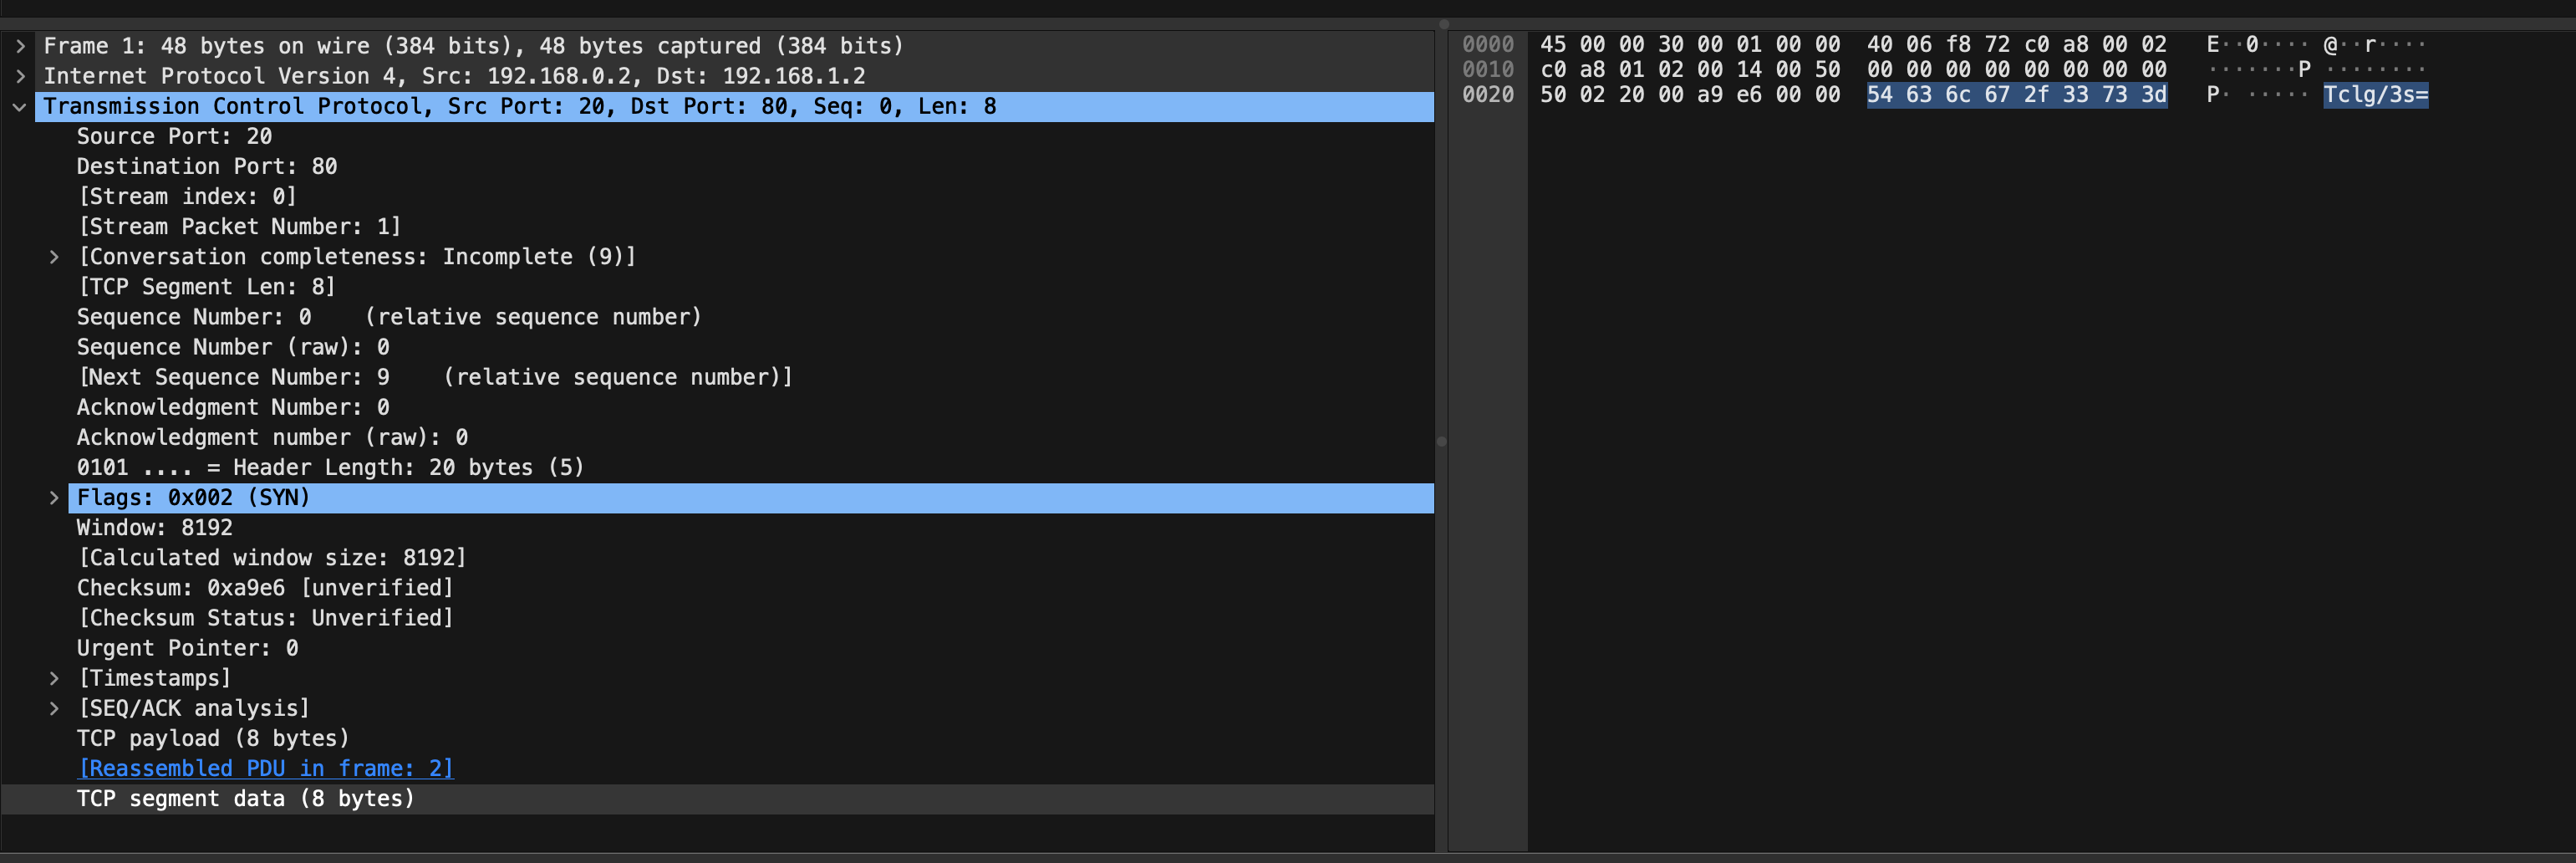 Frame 1: 48 bytes on wire (384 bits), 48 bytes captured (384 bits)
Internet Protocol Version 4, Src: 192.168.0.2, Dst: 192.168.1.2
Transmission Control Protocol, Src Port: 20, Dst Port: 80, Seq: 0, Len: 8
Source Port: 20
Destination Port: 80
[Stream index: 0]
[Stream Packet Number: 1]
[Conversation completeness: Incomplete (9)]
[TCP Segment Len: 8]
Sequence Number: 0    (relative sequence number)
Sequence Number (raw): 0
[Next Sequence Number: 9    (relative sequence number)]
Acknowledgment Number: 0
Acknowledgment number (raw): 0
0101 .... = Header Length: 20 bytes (5)
Flags: 0x002 (SYN)
Window: 8192
[Calculated window size: 8192]
Checksum: 0xa9e6 [unverified]
[Checksum Status: Unverified]
Urgent Pointer: 0
[Timestamps]
[SEQ/ACK analysis]
TCP payload (8 bytes)
[Reassembled PDU in frame: 2]
TCP segment data (8 bytes)
0000 45 00 00 30 00 01 00 00 40 06 f8 72 c0 a8 00 02 E··0···· @··r····
0010 c0 a8 01 02 00 14 00 50 00 00 00 00 00 00 00 00 ·······P ········
0020 50 02 20 00 a9 e6 00 00 54 63 6c 67 2f 33 73 3d P· ····· Tclg/3s=